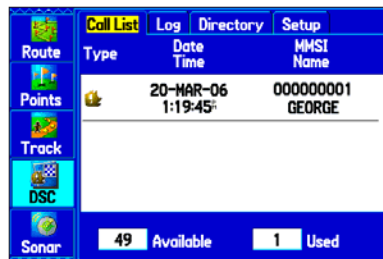 Route
Points
Track
DSC
Sonar
Call List Log Directory Setup
Type Date Time MMSI Name
20-MAR-06 000000001
1:19:45 GEORGE
49 Available 1 Used